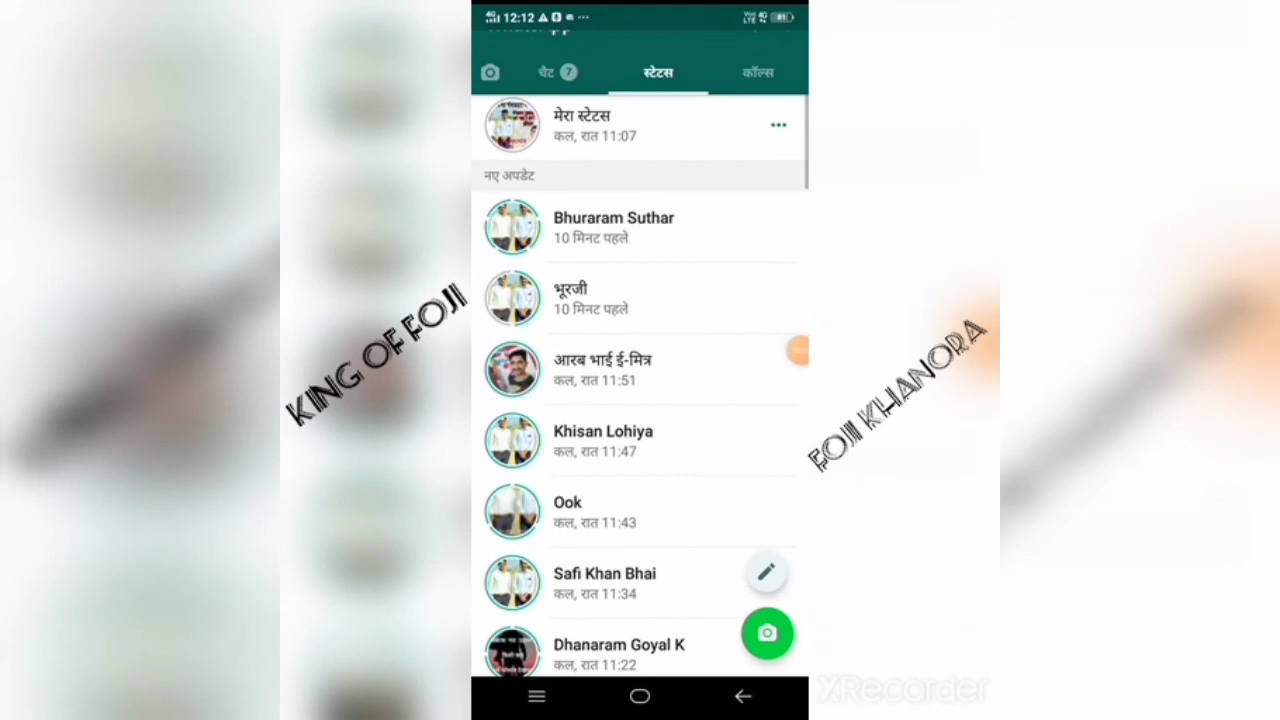 12:12
चैट 7
स्टेटस
कॉल्स
मेरा स्टेटस
कल, रात 11:07
नए अपडेट
Bhuraram Suthar
10 मिनट पहले
भूरजी
10 मिनट पहले
आरब भाई ई-मित्र
कल, रात 11:51
Khisan Lohiya
कल, रात 11:47
Ook
कल, रात 11:43
Safi Khan Bhai
कल, रात 11:34
Dhanaram Goyal K
कल, रात 11:22
KING OF FOJI
FOJI KHANORA
XRecorder